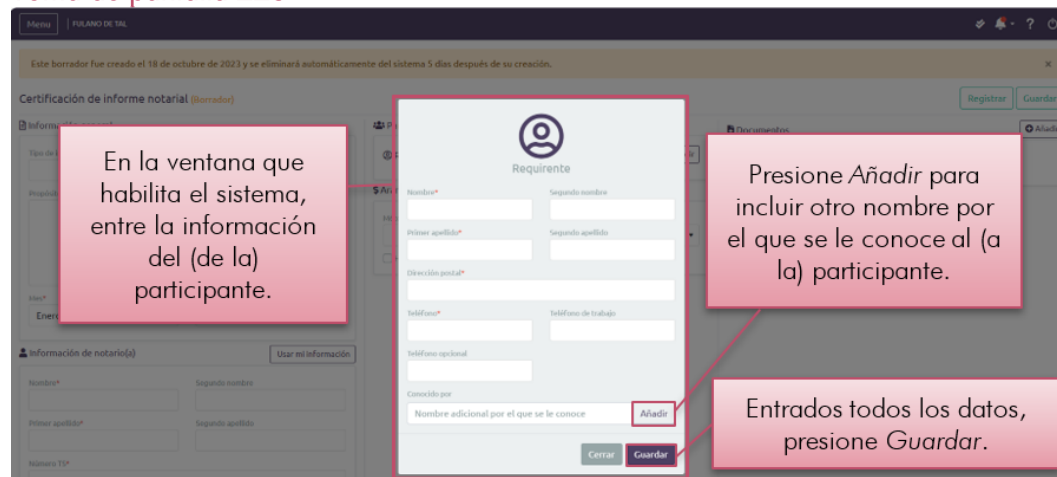 Menu | FULANO DE TAL
Este borrador fue creado el 18 de octubre de 2023 y se eliminará automáticamente del sistema 5 días después de su creación.
Certificación de informe notarial (Borrador)
Registrar
Guardar
Documentos
Añadir
Mes*
Información de notario(a)
Usar mi información
Nombre*
Segundo nombre
Primer apellido*
Segundo apellido
Número TS*
Requirente
Nombre*
Segundo nombre
Primer apellido*
Segundo apellido
Dirección postal*
Teléfono*
Teléfono de trabajo
Teléfono opcional
Conocido por
Nombre adicional por el que se le conoce
Añadir
Cerrar
Guardar
En la ventana que
habilita el sistema,
entre la información
del (de la)
participante.
Presione Añadir para
incluir otro nombre por
el que se le conoce al (a
la) participante.
Entrados todos los datos,
presione Guardar.